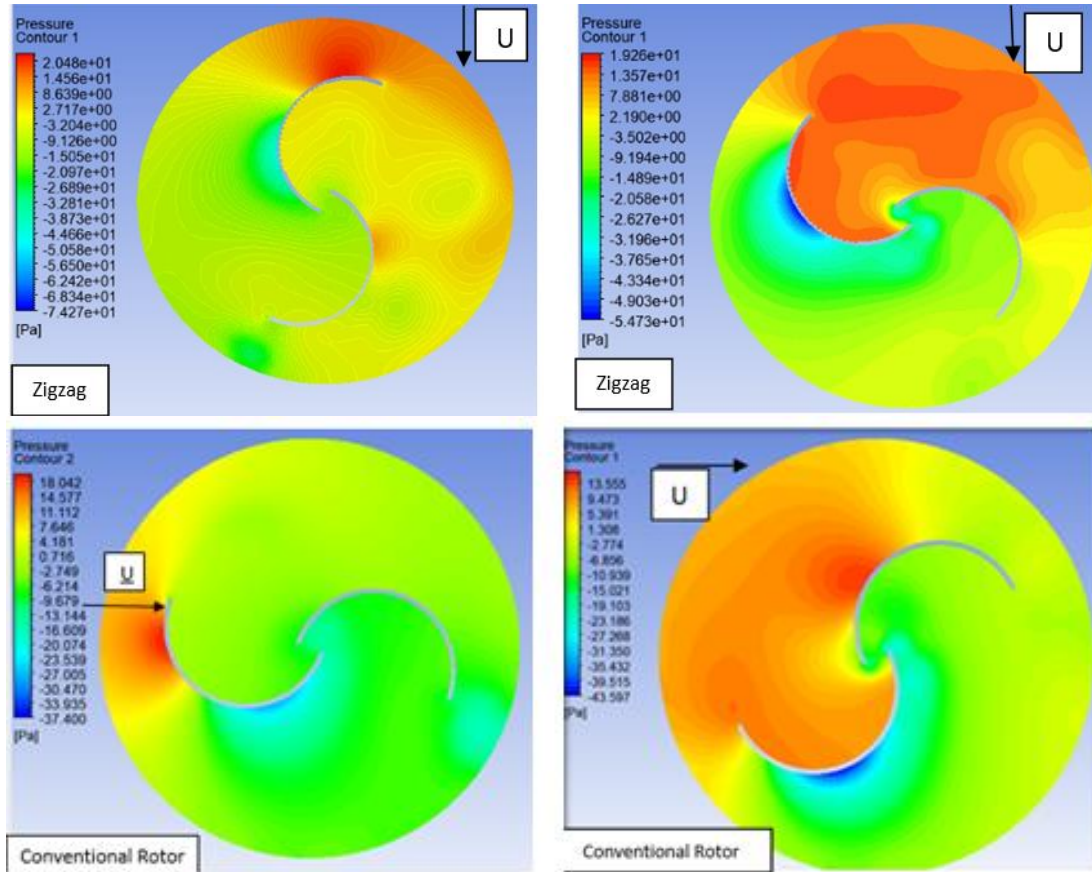 Pressure
Contour 1
2.048e+01
1.456e+01
8.639e+00
2.717e+00
-3.204e+00
-9.126e+00
-1.505e+01
-2.097e+01
-2.689e+01
-3.281e+01
-3.873e+01
-4.466e+01
-5.058e+01
-5.650e+01
-6.242e+01
-6.834e+01
-7.427e+01
[Pa]
U
Zigzag
Pressure
Contour 1
1.926e+01
1.357e+01
7.881e+00
2.190e+00
-3.502e+00
-9.194e+00
-1.489e+01
-2.058e+01
-2.627e+01
-3.196e+01
-3.765e+01
-4.334e+01
-4.903e+01
-5.473e+01
[Pa]
U
Zigzag
Pressure
Contour 2
18.042
14.577
11.112
7.646
4.181
0.716
-2.749
-6.214
-9.679
-13.144
-16.609
-20.074
-23.539
-27.005
-30.470
-33.935
-37.400
[Pa]
U
Conventional Rotor
Pressure
Contour 1
13.555
9.473
5.391
1.308
-2.774
-6.856
-10.939
-15.021
-19.103
-23.186
-27.268
-31.350
-35.432
-39.515
-43.597
[Pa]
U
Conventional Rotor